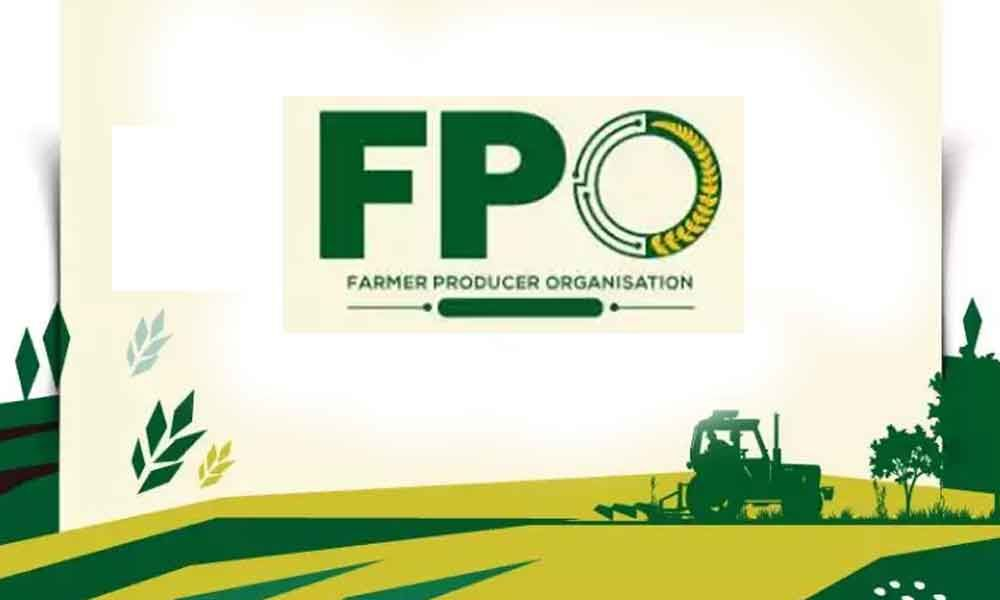 FPO
FARMER PRODUCER ORGANISATION